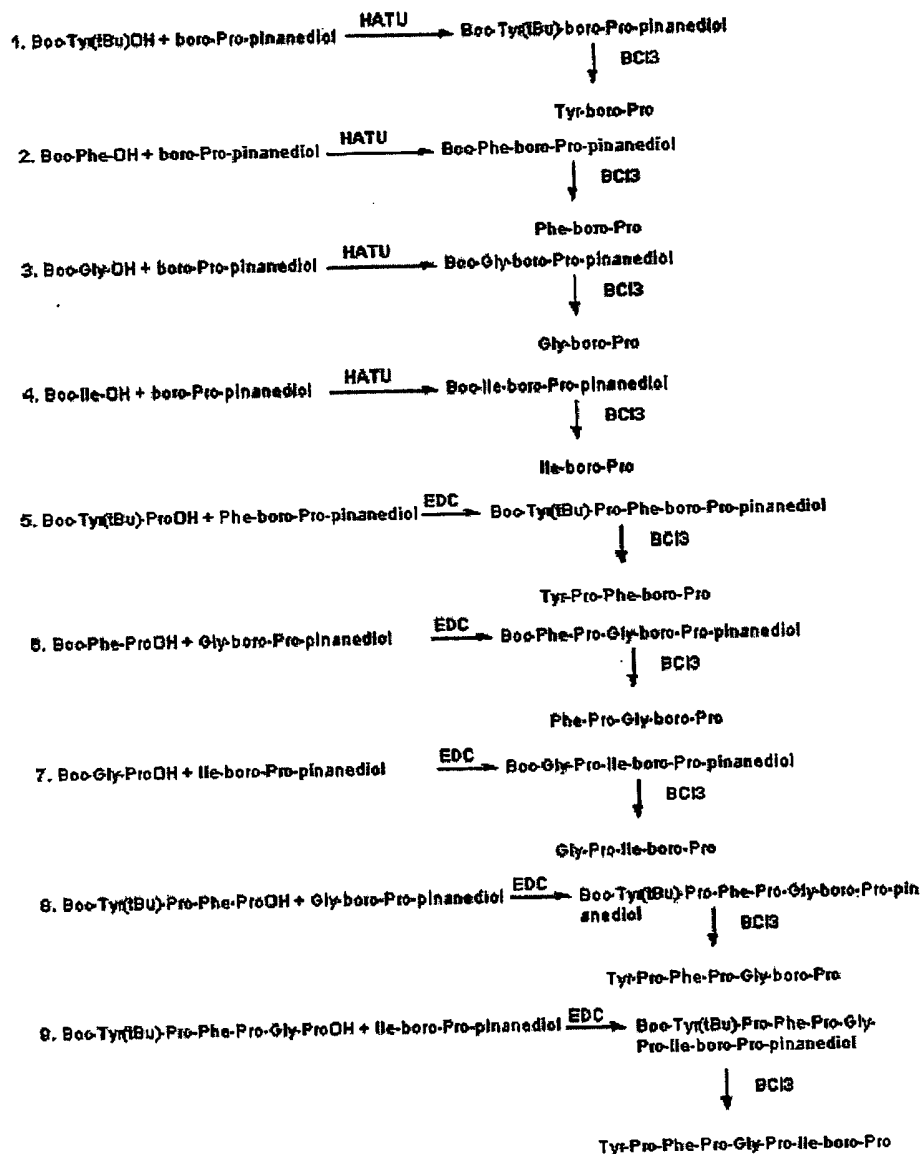 1. Boc-Tyr(tBu)OH + boro-Pro-pinanediol HATU Boc-Tyr(tBu)-boro-Pro-pinanediol
BCl3
Tyr-boro-Pro
2. Boc-Phe-OH + boro-Pro-pinanediol HATU Boc-Phe-boro-Pro-pinanediol
BCl3
Phe-boro-Pro
3. Boc-Gly-OH + boro-Pro-pinanediol HATU Boc-Gly-boro-Pro-pinanediol
BCl3
Gly-boro-Pro
4. Boc-Ile-OH + boro-Pro-pinanediol HATU Boc-Ile-boro-Pro-pinanediol
BCl3
Ile-boro-Pro
5. Boc-Tyr(tBu)-ProOH + Phe-boro-Pro-pinanediol EDC Boc-Tyr(tBu)-Pro-Phe-boro-Pro-pinanediol
BCl3
Tyr-Pro-Phe-boro-Pro
6. Boc-Phe-ProOH + Gly-boro-Pro-pinanediol EDC Boc-Phe-Pro-Gly-boro-Pro-pinanediol
BCl3
Phe-Pro-Gly-boro-Pro
7. Boc-Gly-ProOH + Ile-boro-Pro-pinanediol EDC Boc-Gly-Pro-Ile-boro-Pro-pinanediol
BCl3
Gly-Pro-Ile-boro-Pro
8. Boc-Tyr(tBu)-Pro-Phe-ProOH + Gly-boro-Pro-pinanediol EDC Boc-Tyr(tBu)-Pro-Phe-Pro-Gly-boro-Pro-pin
anediol
BCl3
Tyr-Pro-Phe-Pro-Gly-boro-Pro
9. Boc-Tyr(tBu)-Pro-Phe-Pro-Gly-ProOH + Ile-boro-Pro-pinanediol EDC Boc-Tyr(tBu)-Pro-Phe-Pro-Gly-
Pro-Ile-boro-Pro-pinanediol
BCl3
Tyr-Pro-Phe-Pro-Gly-Pro-Ile-boro-Pro